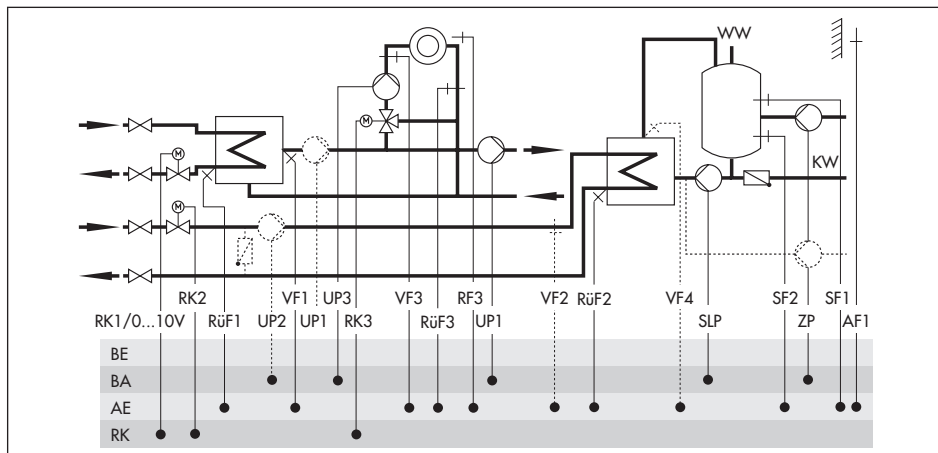 WW
M
M
KW
M
RK2 VF1 UP3 VF3 RF3 VF2 RüF2 VF4 SF2 SF1
RK1/0...10V RüF1 UP2 UP1 RK3 RüF3 UP1 SLP ZP AF1
BE
BA
AE
RK